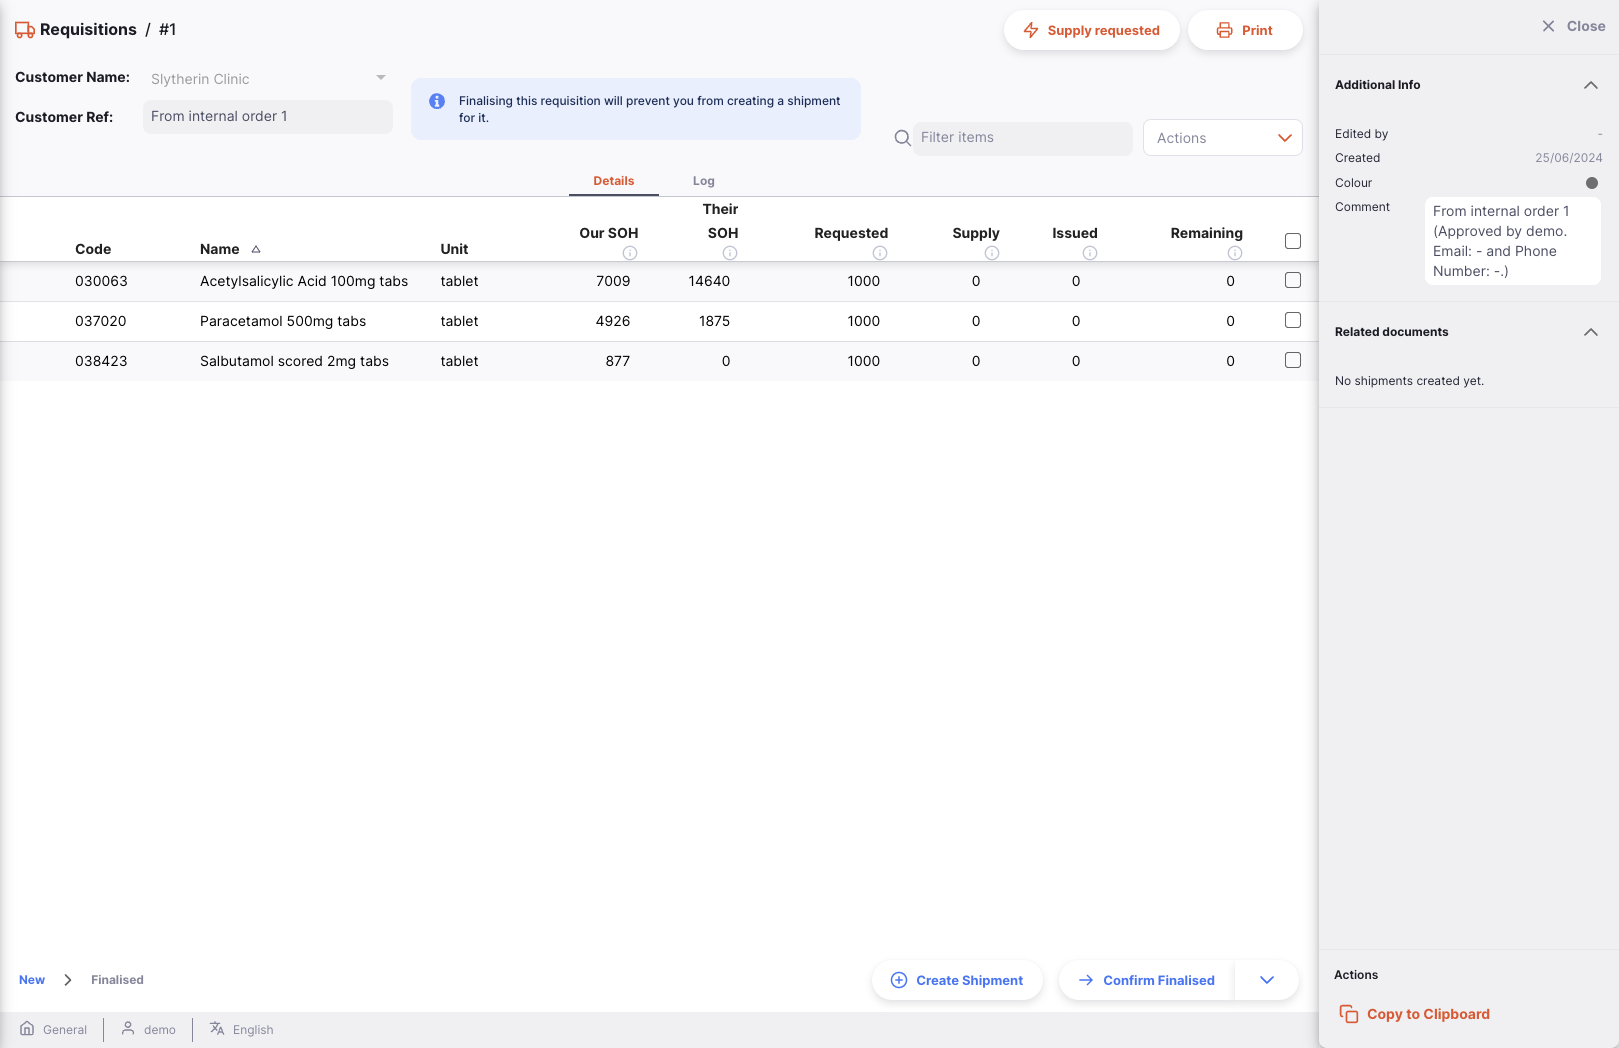 Requisitions / #1
Supply requested
Print
Close
Customer Name: Slytherin Clinic
Customer Ref: From internal order 1
Finalising this requisition will prevent you from creating a shipment
for it.
Filter items
Actions
Details Log
Code Name Unit Our SOH Their SOH Requested Supply Issued Remaining
030063 Acetylsalicylic Acid 100mg tabs tablet 7009 14640 1000 0 0 0
037020 Paracetamol 500mg tabs tablet 4926 1875 1000 0 0 0
038423 Salbutamol scored 2mg tabs tablet 877 0 1000 0 0 0
Additional Info
Edited by -
Created 25/06/2024
Colour
Comment
From internal order 1
(Approved by demo.
Email: - and Phone
Number: -.)
Related documents
No shipments created yet.
New Finalised
Create Shipment
Confirm Finalised
Actions
Copy to Clipboard
General demo English